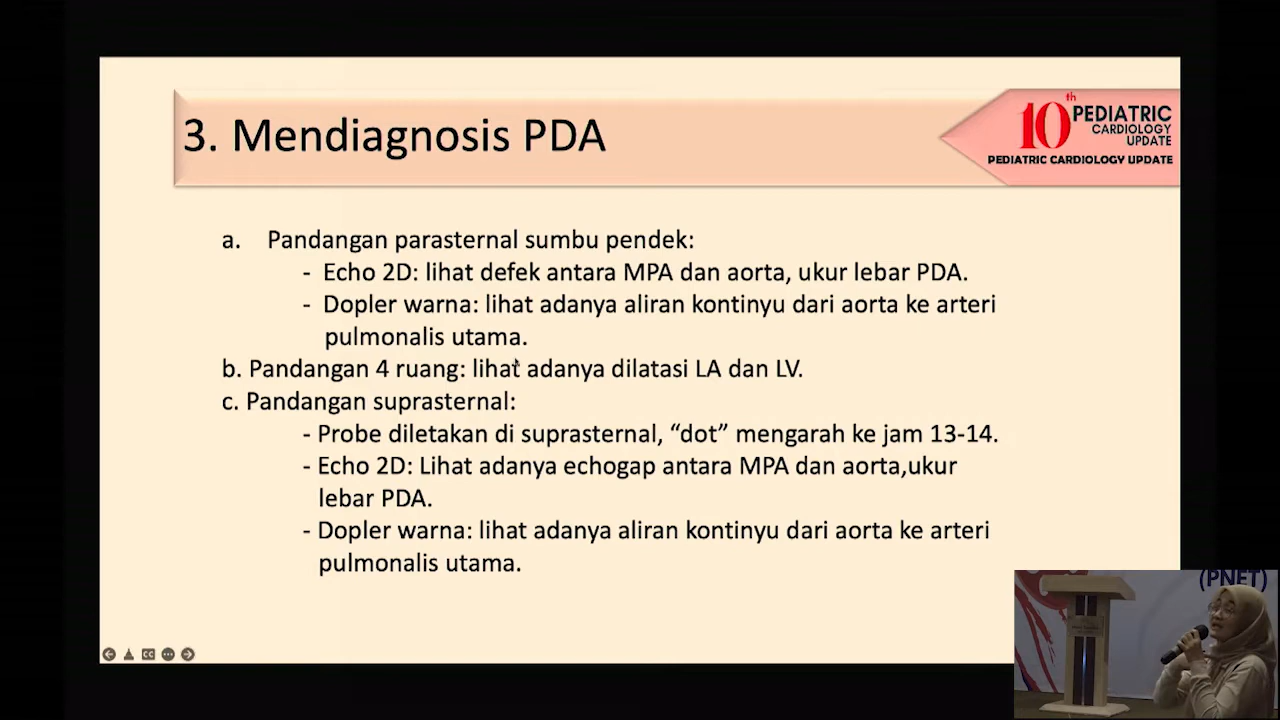 3. Mendiagnosis PDA
10th PEDIATRIC
CARDIOLOGY
UPDATE
PEDIATRIC CARDIOLOGY UPDATE
a. Pandangan parasternal sumbu pendek:
- Echo 2D: lihat defek antara MPA dan aorta, ukur lebar PDA.
- Dopler warna: lihat adanya aliran kontinyu dari aorta ke arteri
pulmonalis utama.
b. Pandangan 4 ruang: lihat adanya dilatasi LA dan LV.
c. Pandangan suprasternal:
- Probe diletakan di suprasternal, “dot” mengarah ke jam 13-14.
- Echo 2D: Lihat adanya echogap antara MPA dan aorta,ukur
lebar PDA.
- Dopler warna: lihat adanya aliran kontinyu dari aorta ke arteri
pulmonalis utama.
CC
(PNET)